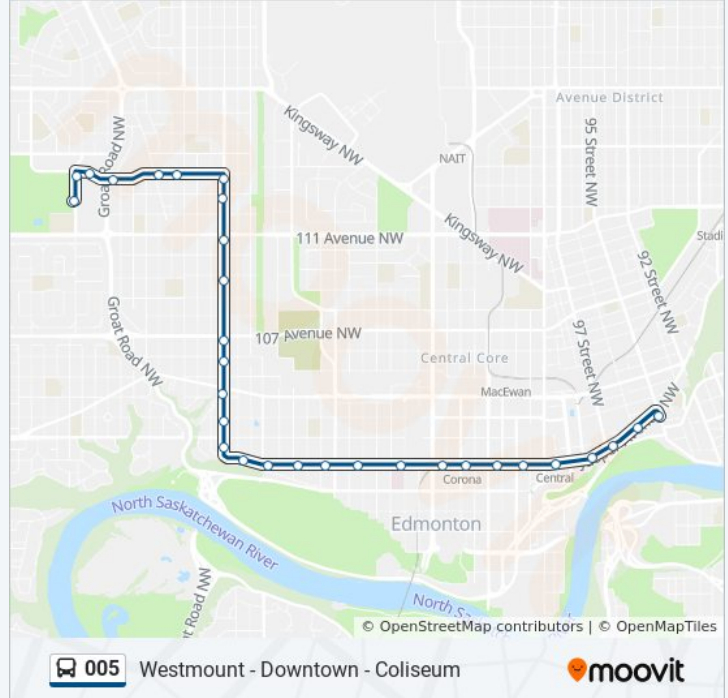 Avenue District
Kingsway NW
95 Street NW
NAIT
Groat Road NW
Kingsway NW
111 Avenue NW
Stadi
92 Street NW
Groat Road NW
107 Avenue NW
97 Street NW
Central Core
MacEwan
NW
Corona
Central
North Saskatchewan River
Edmonton
at Road NW
North Sa
© OpenStreetMap contributors | © OpenMapTiles
005 Westmount - Downtown - Coliseum
moovit